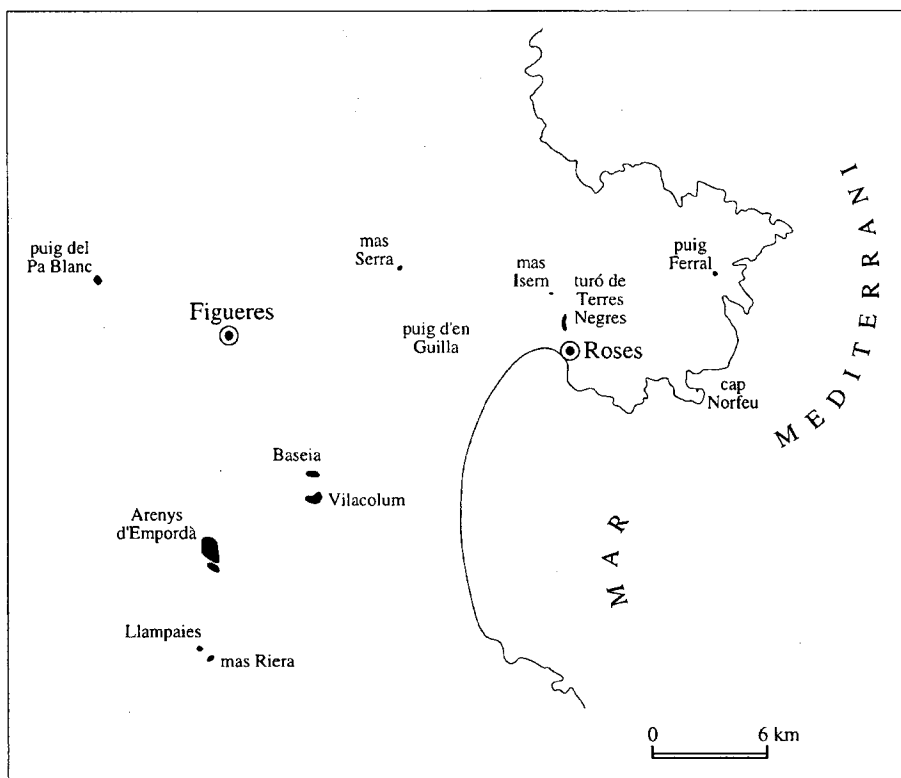 puig del
Pa Blanc
mas
Serra
mas
Isern
turó de
Terres
Negres
puig
Ferral
Figueres
puig d'en
Guilla
Roses
cap
Norfeu
MAR MEDITERRANI
Baseia
Vilacolum
Arenys
d'Empordà
Llampaies
mas Riera
0 6 km